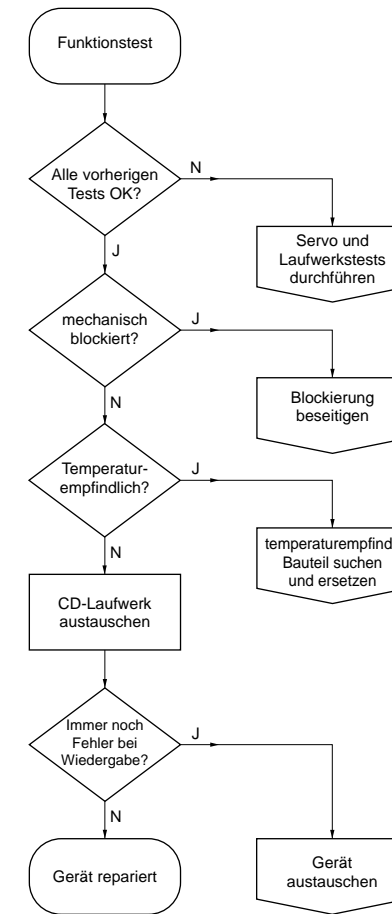 Funktionstest
Alle vorherigen
Tests OK?
N
J
Servo und
Laufwerkstests
durchführen
mechanisch
blockiert?
J
N
Blockierung
beseitigen
Temperatur-
empfindlich?
J
N
temperaturempfind
Bauteil suchen
und ersetzen
CD-Laufwerk
austauschen
Immer noch
Fehler bei
Wiedergabe?
J
N
Gerät repariert
Gerät
austauschen